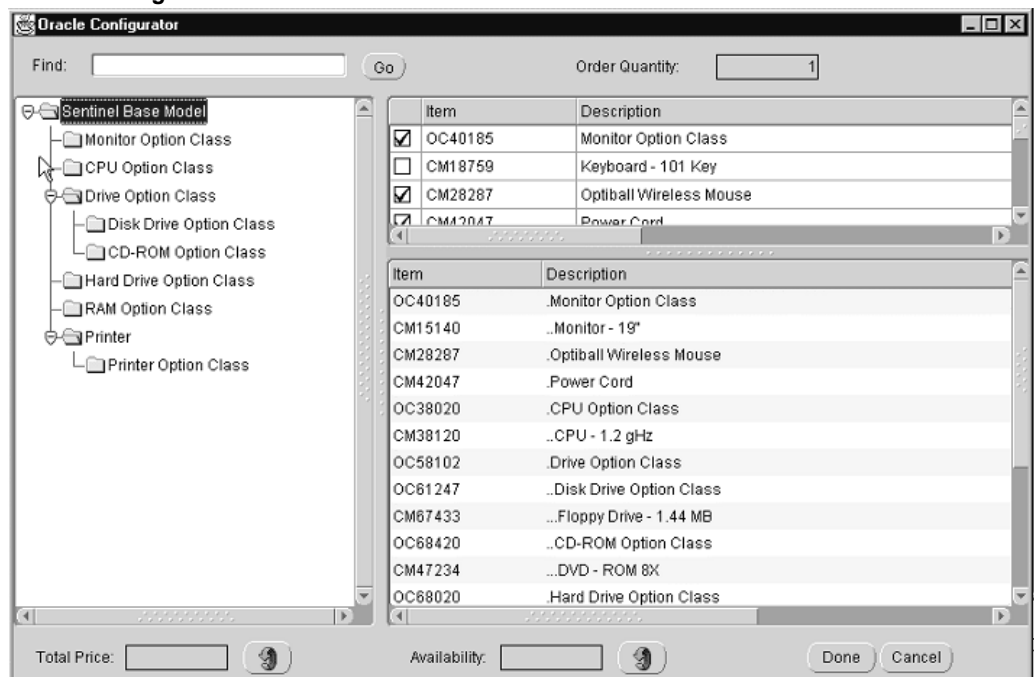 Oracle Configurator
Find:
Go
Order Quantity: 1
Sentinel Base Model
Monitor Option Class
CPU Option Class
Drive Option Class
Disk Drive Option Class
CD-ROM Option Class
Hard Drive Option Class
RAM Option Class
Printer
Printer Option Class
Item Description
OC40185 Monitor Option Class
CM18759 Keyboard - 101 Key
CM28287 Optiball Wireless Mouse
CM42047 Power Cord
Item Description
OC40185 .Monitor Option Class
CM15140 ..Monitor - 19"
CM28287 .Optiball Wireless Mouse
CM42047 .Power Cord
OC38020 .CPU Option Class
CM38120 ..CPU - 1.2 gHz
OC58102 .Drive Option Class
OC61247 ..Disk Drive Option Class
CM67433 ...Floppy Drive - 1.44 MB
OC68420 ..CD-ROM Option Class
CM47234 ...DVD - ROM 8X
OC68020 .Hard Drive Option Class
Total Price:
Availability:
Done
Cancel